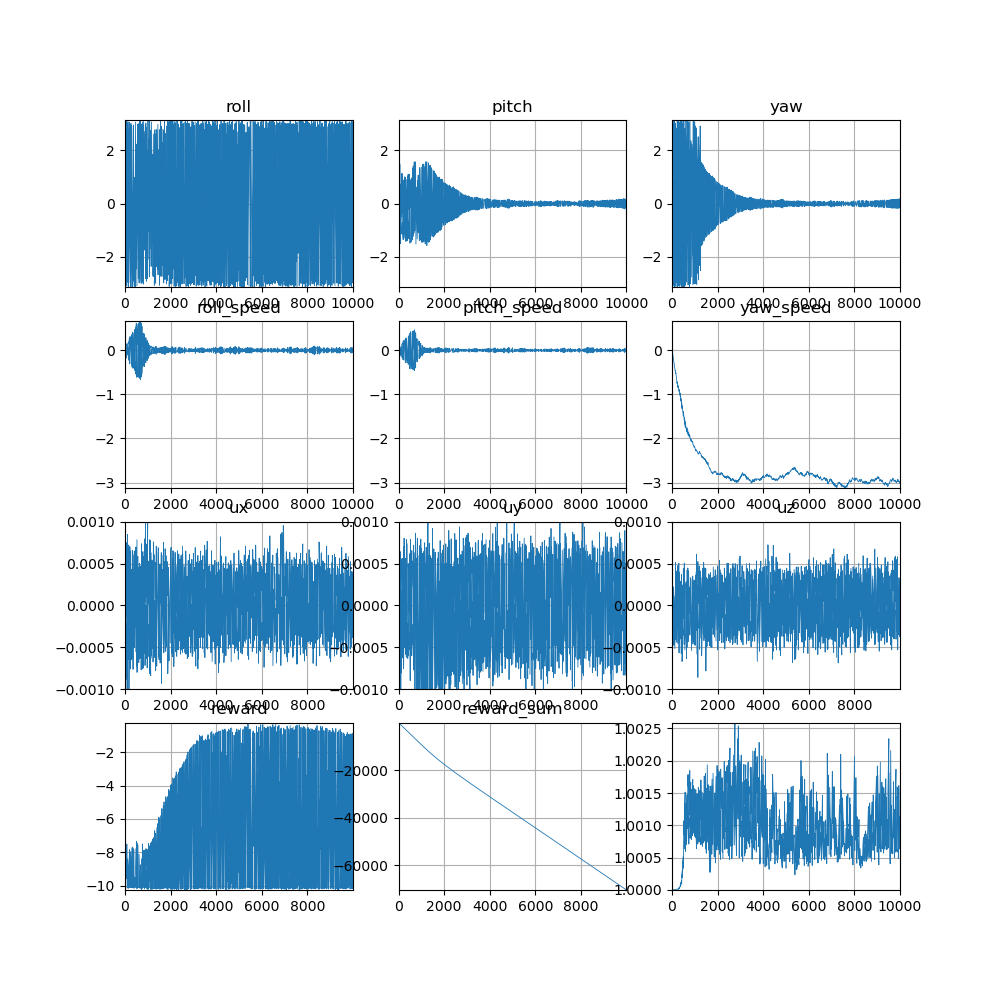 roll pitch yaw
2 2 2
0 0 0
−2 −2 −2
0 2000 4000 6000 8000 10000 0 2000 4000 6000 8000 10000 0 2000 4000 6000 8000 10000
roll_speed pitch_speed yaw_speed
0 0 0
−1 −1 −1
−2 −2 −2
−3 −3 −3
0 2000 4000 6000 8000 10000 0 2000 4000 6000 8000 10000 0 2000 4000 6000 8000 10000
ux uy uz
0.0010 0.0010 0.0010
0.0005 0.0005 0.0005
0.0000 0.0000 0.0000
−0.0005 −0.0005 −0.0005
−0.0010 −0.0010 −0.0010
0 2000 4000 6000 8000 0 2000 4000 6000 8000 0 2000 4000 6000 8000
reward reward_sum
−2 −20000 1.0025
−4 −40000 1.0020
−6 −60000 1.0015
−8 1.0010
−10 1.0005
1.0000
0 2000 4000 6000 8000 0 2000 4000 6000 8000 0 2000 4000 6000 8000 10000